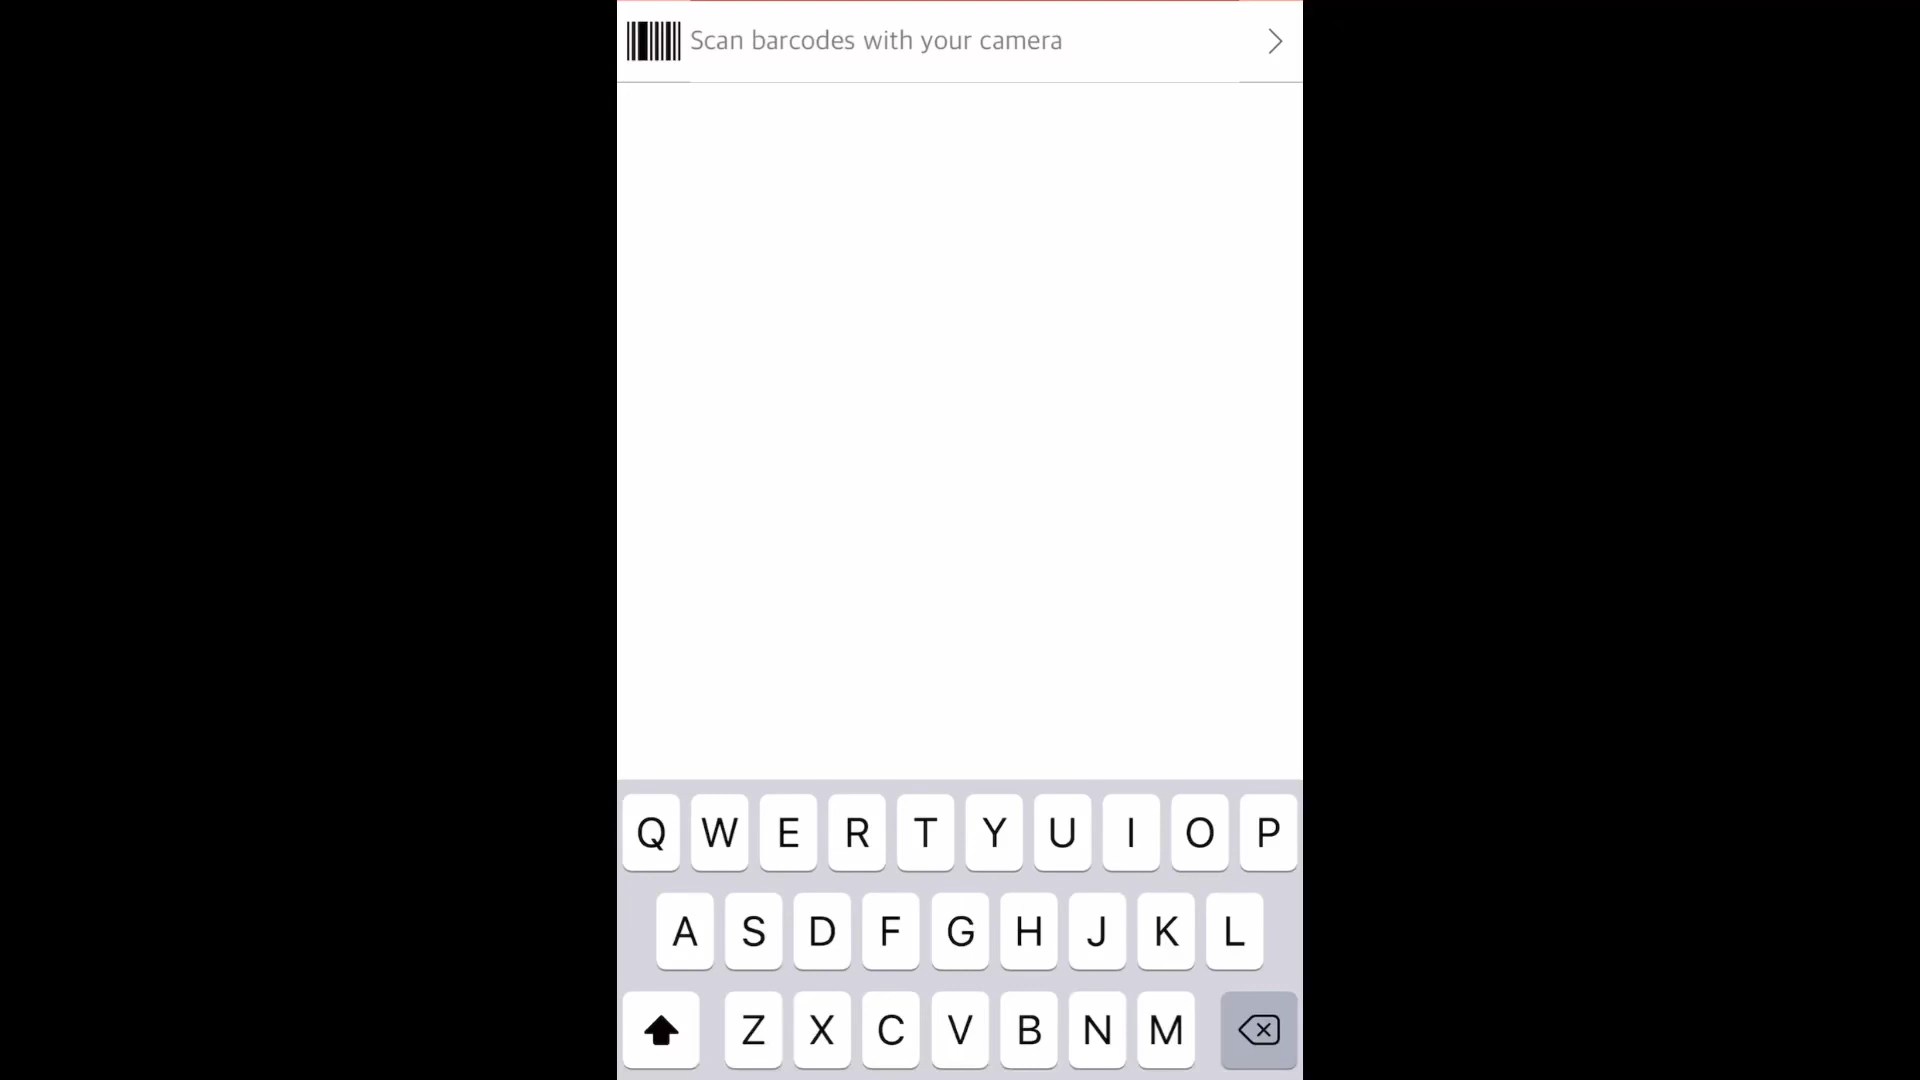 Scan barcodes with your camera
Q W E R T Y U I O P
A S D F G H J K L
Z X C V B N M